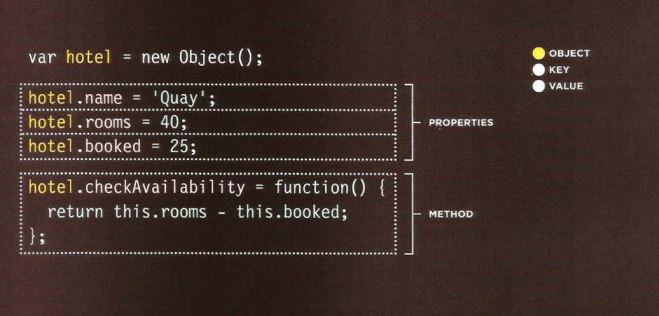 var hotel = new Object();
hotel.name = 'Quay';
hotel.rooms = 40;
hotel.booked = 25;
PROPERTIES
hotel.checkAvailability = function() {
return this.rooms - this.booked;
};
METHOD
OBJECT
KEY
VALUE